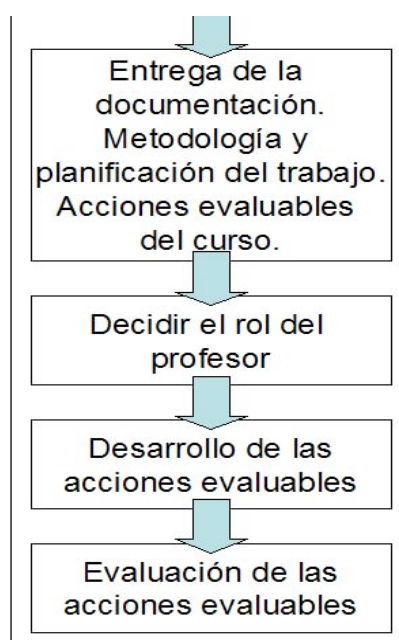 Entrega de la
documentación.
Metodología y
planificación del trabajo.
Acciones evaluables
del curso.
Decidir el rol del
profesor
Desarrollo de las
acciones evaluables
Evaluación de las
acciones evaluables